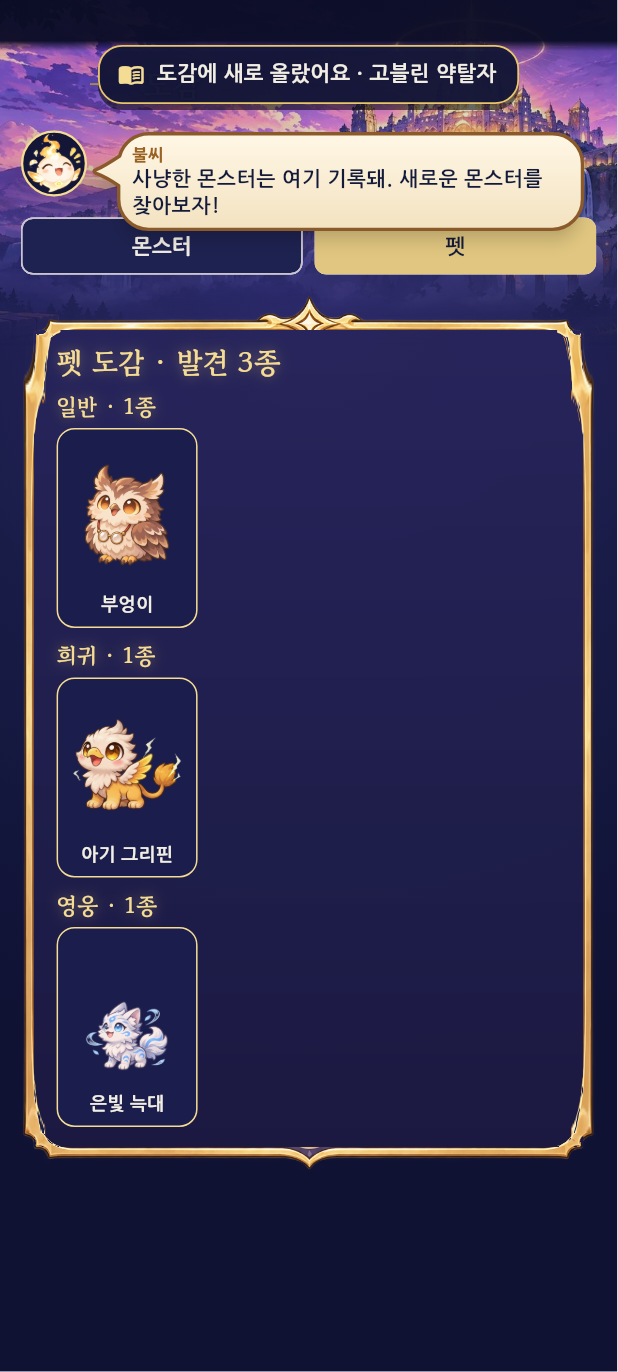 도감에 새로 올랐어요 · 고블린 약탈자
불씨
사냥한 몬스터는 여기 기록돼. 새로운 몬스터를
찾아보자!
몬스터
펫
펫 도감 · 발견 3종
일반 · 1종
부엉이
희귀 · 1종
아기 그리핀
영웅 · 1종
은빛 늑대